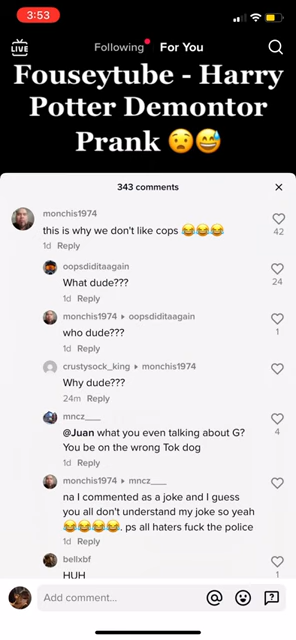 3:53
LIVE
Following For You
Fouseytube - Harry
Potter Demontor
Prank 😧😅
343 comments
monchis1974
this is why we don't like cops 😂😂😂
42
1d Reply
oopsdiditaagain
What dude???
24
1d Reply
monchis1974 ▸ oopsdiditaagain
who dude???
1
1d Reply
crustysock_king ▸ monchis1974
Why dude???
24m Reply
mncz___
@Juan what you even talking about G?
4
You be on the wrong Tok dog
1d Reply
monchis1974 ▸ mncz___
na I commented as a joke and I guess
you all don't understand my joke so yeah
😂😂😂😂. ps all haters fuck the police
1d Reply
bellxbf
HUH
1
Add comment...